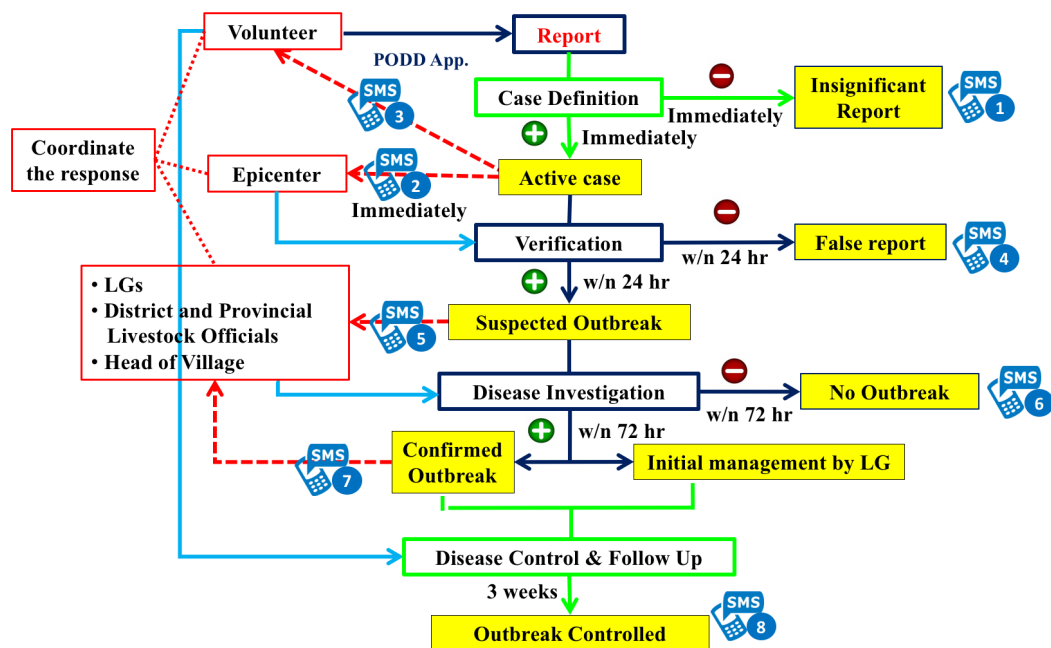 Volunteer
Report
PODD App.
Case Definition
Immediately
Insignificant
Report
SMS
1
SMS
3
Immediately
Coordinate
the response
Epicenter
SMS
2
Active case
Immediately
Verification
w/n 24 hr
False report
SMS
4
w/n 24 hr
• LGs
• District and Provincial
Livestock Officials
• Head of Village
SMS
5
Suspected Outbreak
Disease Investigation
w/n 72 hr
No Outbreak
SMS
6
w/n 72 hr
SMS
7
Confirmed
Outbreak
Initial management by LG
Disease Control & Follow Up
3 weeks
Outbreak Controlled
SMS
8